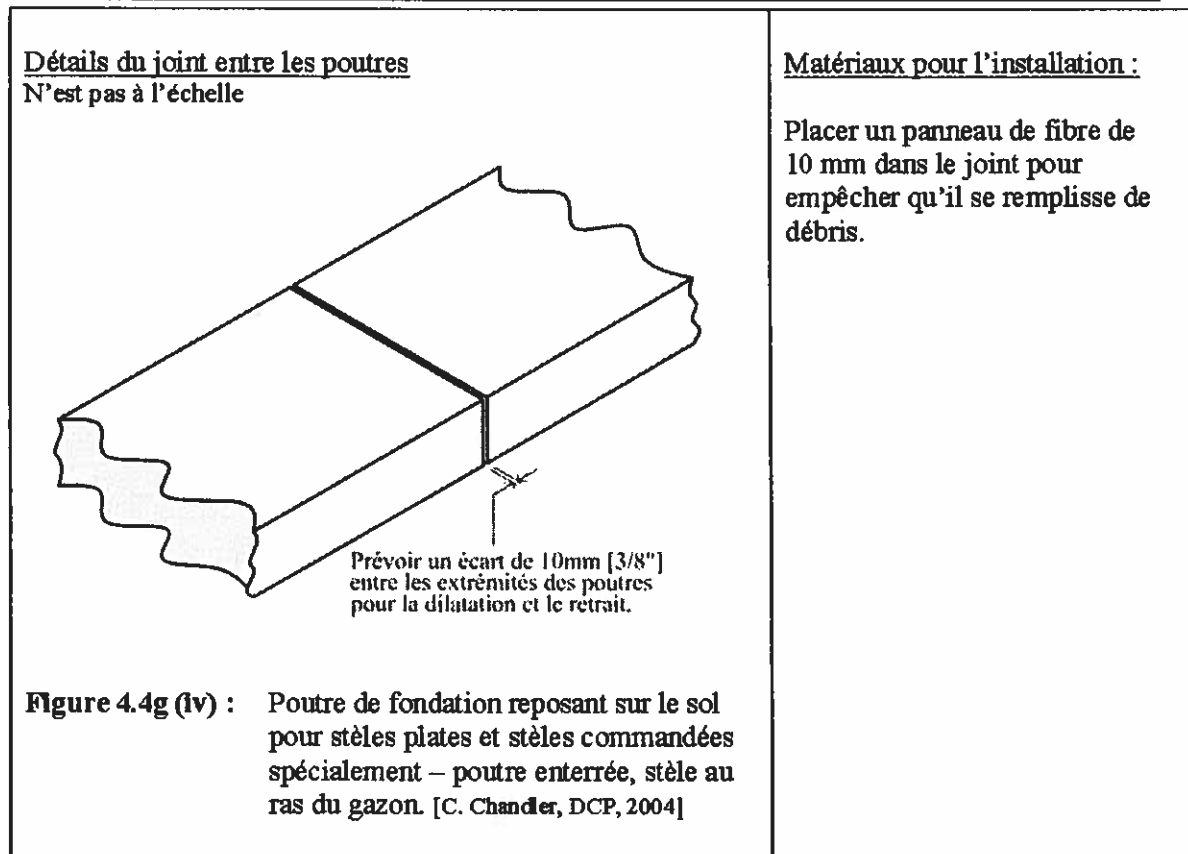 Détails du joint entre les poutres
N'est pas à l'échelle
Prévoir un écart de 10mm [3/8"]
entre les extrémités des poutres
pour la dilatation et le retrait.
Figure 4.4g (iv) : Poutre de fondation reposant sur le sol
pour stèles plates et stèles commandées
spécialement – poutre enterrée, stèle au
ras du gazon. [C. Chandler, DCP, 2004]
Matériaux pour l'installation :
Placer un panneau de fibre de
10 mm dans le joint pour
empêcher qu'il se remplisse de
débris.